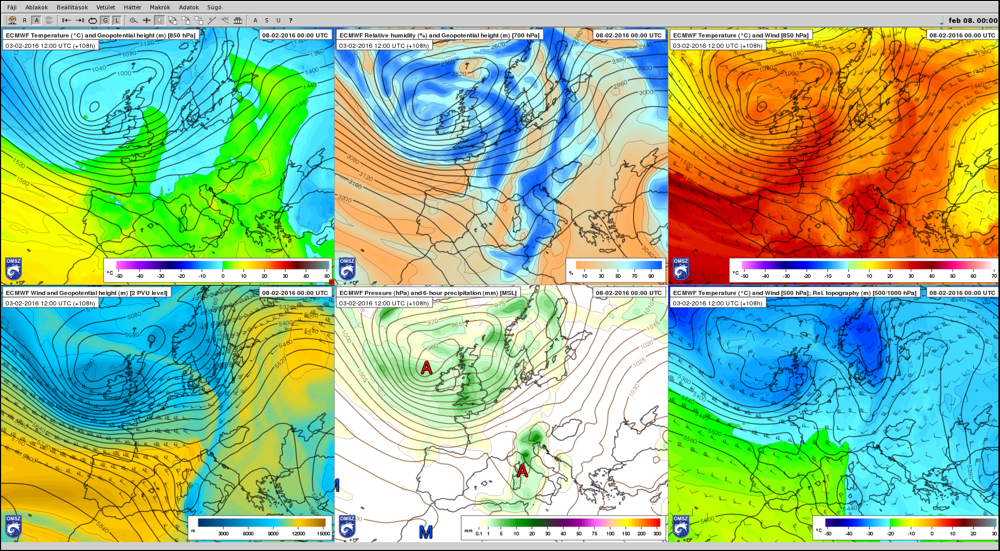 Fájl Ablakok Beállítások Vetület Háttér Makrók Adatok Súgó
R A STOP G L VSC A S U ?
feb 08. 00:00
ECMWF Temperature (°C) and Geopotential height (m) [850 hPa]
08-02-2016 00:00 UTC
03-02-2016 12:00 UTC (+108h)
1120
1320
1360
1080
1040
1000
1400
1440
1480
1520
1560
OMSZ
°C -50 -40 -30 -20 -10 0 10 20 30 40 50
ECMWF Relative humidity (%) and Geopotential height (m) [700 hPa]
08-02-2016 00:00 UTC
03-02-2016 12:00 UTC (+108h)
2760
2600
2840
2560
2880
2520
2920
2960
3000
3080
3120
3160
3200
3040
OMSZ
% 10 30 50 70 90
ECMWF Temperature (°C) and Wind [850 hPa]
08-02-2016 00:00 UTC
03-02-2016 12:00 UTC (+108h)
1120
1320
1080
1360
1040
1000
1400
1440
1480
1520
1560
OMSZ
°C -50 -40 -30 -20 -10 0 10 20 30 40 50 60 70
ECMWF Wind and Geopotential height (m) [2 PVU level]
08-02-2016 00:00 UTC
03-02-2016 12:00 UTC (+108h)
5160
5280
5320
5360
5080
5400
5200
5440
5040
5480
5520
5000
5640
5720
5760
5800
5840
OMSZ
m 3000 6000 9000 12000 15000
ECMWF Pressure (hPa) and 6-hour precipitation (mm) [MSL]
08-02-2016 00:00 UTC
03-02-2016 12:00 UTC (+108h)
975
1010
970
965
1015
1000
960
1020
1025
A
1005
1030
A
M
M
OMSZ
mm 0.1 1 5 10 20 30 40 50 75 100 150 200 300
ECMWF Temperature (°C) and Wind [500 hPa]; Rel. topography (m) [500/1000 hPa]
08-02-2016 00:00 UTC
03-02-2016 12:00 UTC (+108h)
5280
5320
5360
5400
5440
5480
5520
5560
5360
5440
5600
OMSZ
°C -50 -40 -30 -20 -10 0 10 20 30